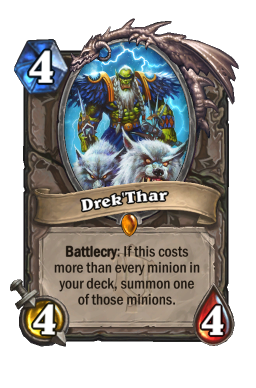 4
Drek'Thar
Battlecry: If this costs
more than every minion in
your deck, summon one
of those minions.
4
4